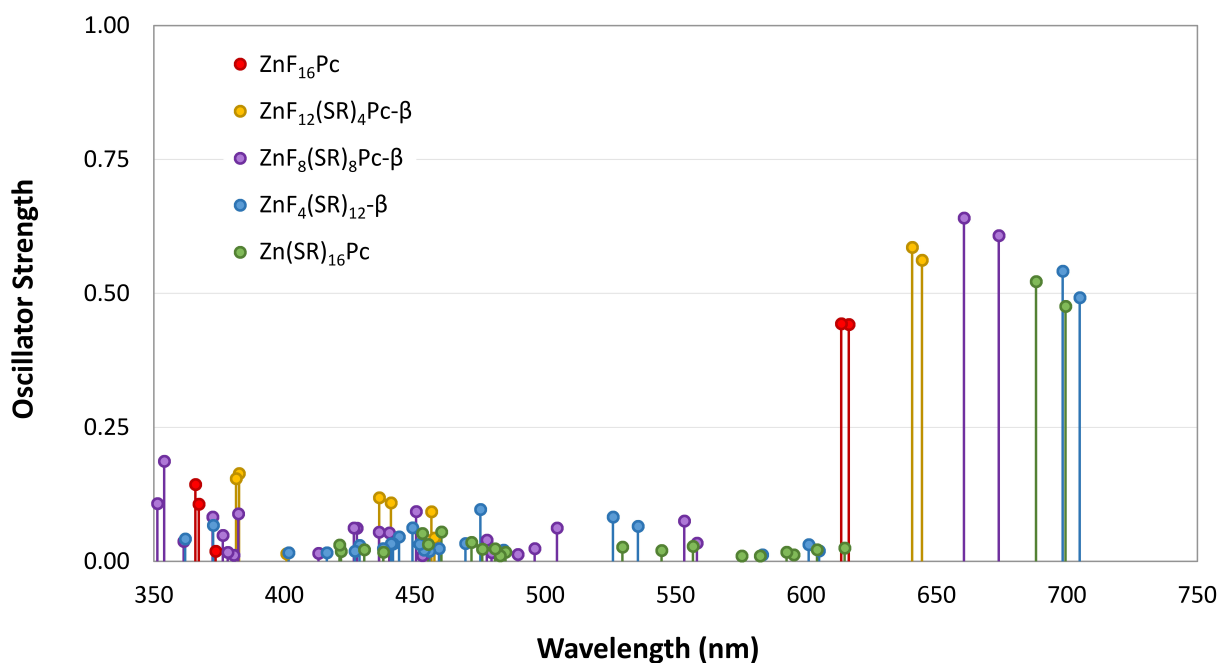 1.00
0.75
0.50
0.25
0.00
Oscillator Strength
ZnF₁₆Pc
ZnF₁₂(SR)₄Pc-β
ZnF₈(SR)₈Pc-β
ZnF₄(SR)₁₂-β
Zn(SR)₁₆Pc
350 400 450 500 550 600 650 700 750
Wavelength (nm)